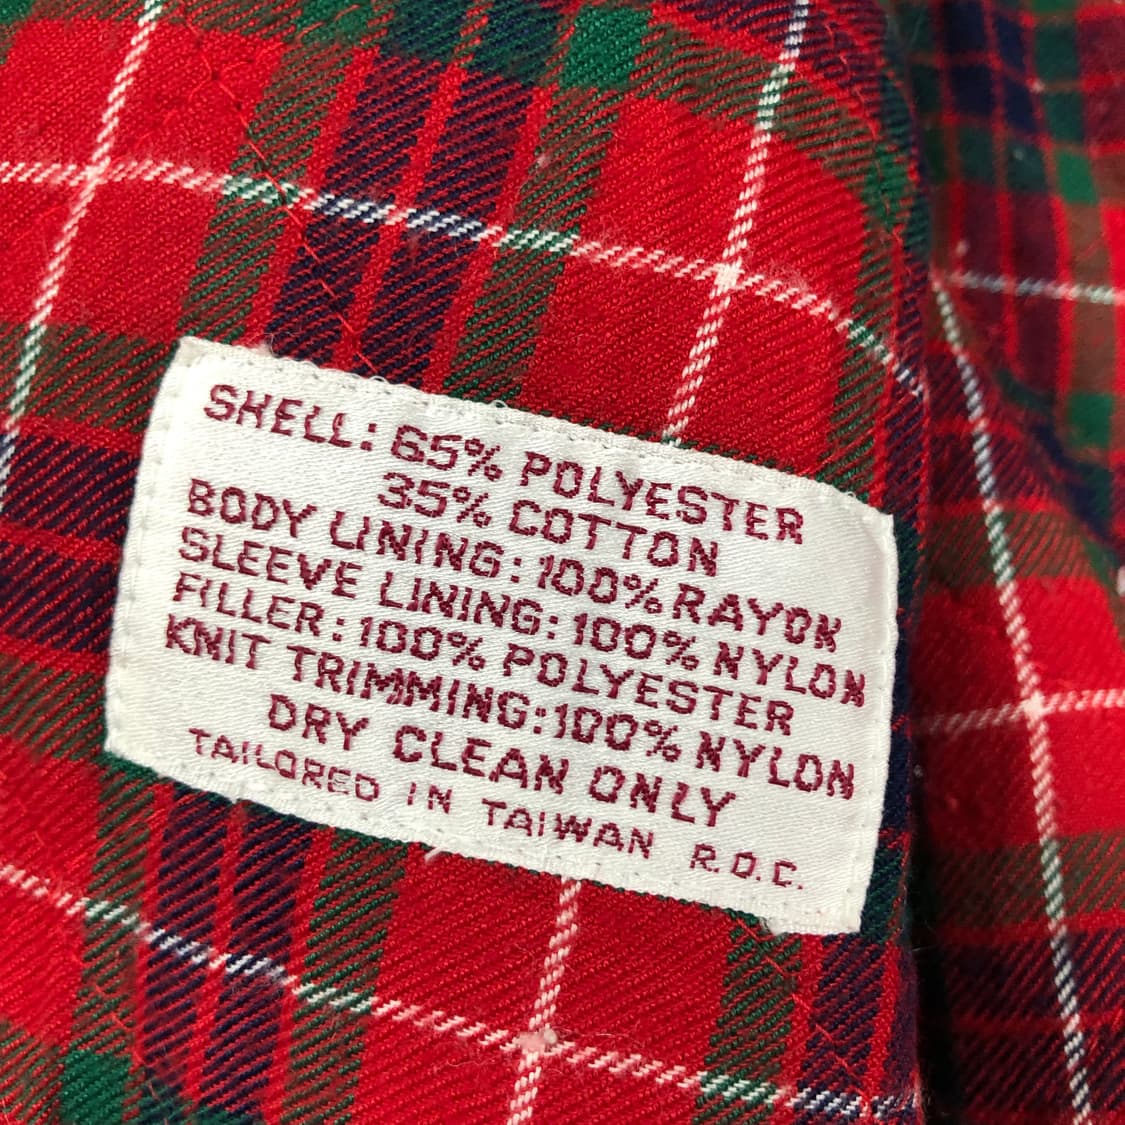 SHELL: 65% POLYESTER
35% COTTON
BODY LINING: 100% RAYON
SLEEVE LINING: 100% NYLON
FILLER: 100% POLYESTER
KNIT TRIMMING: 100% NYLON
DRY CLEAN ONLY
TAILORED IN TAIWAN R.O.C.